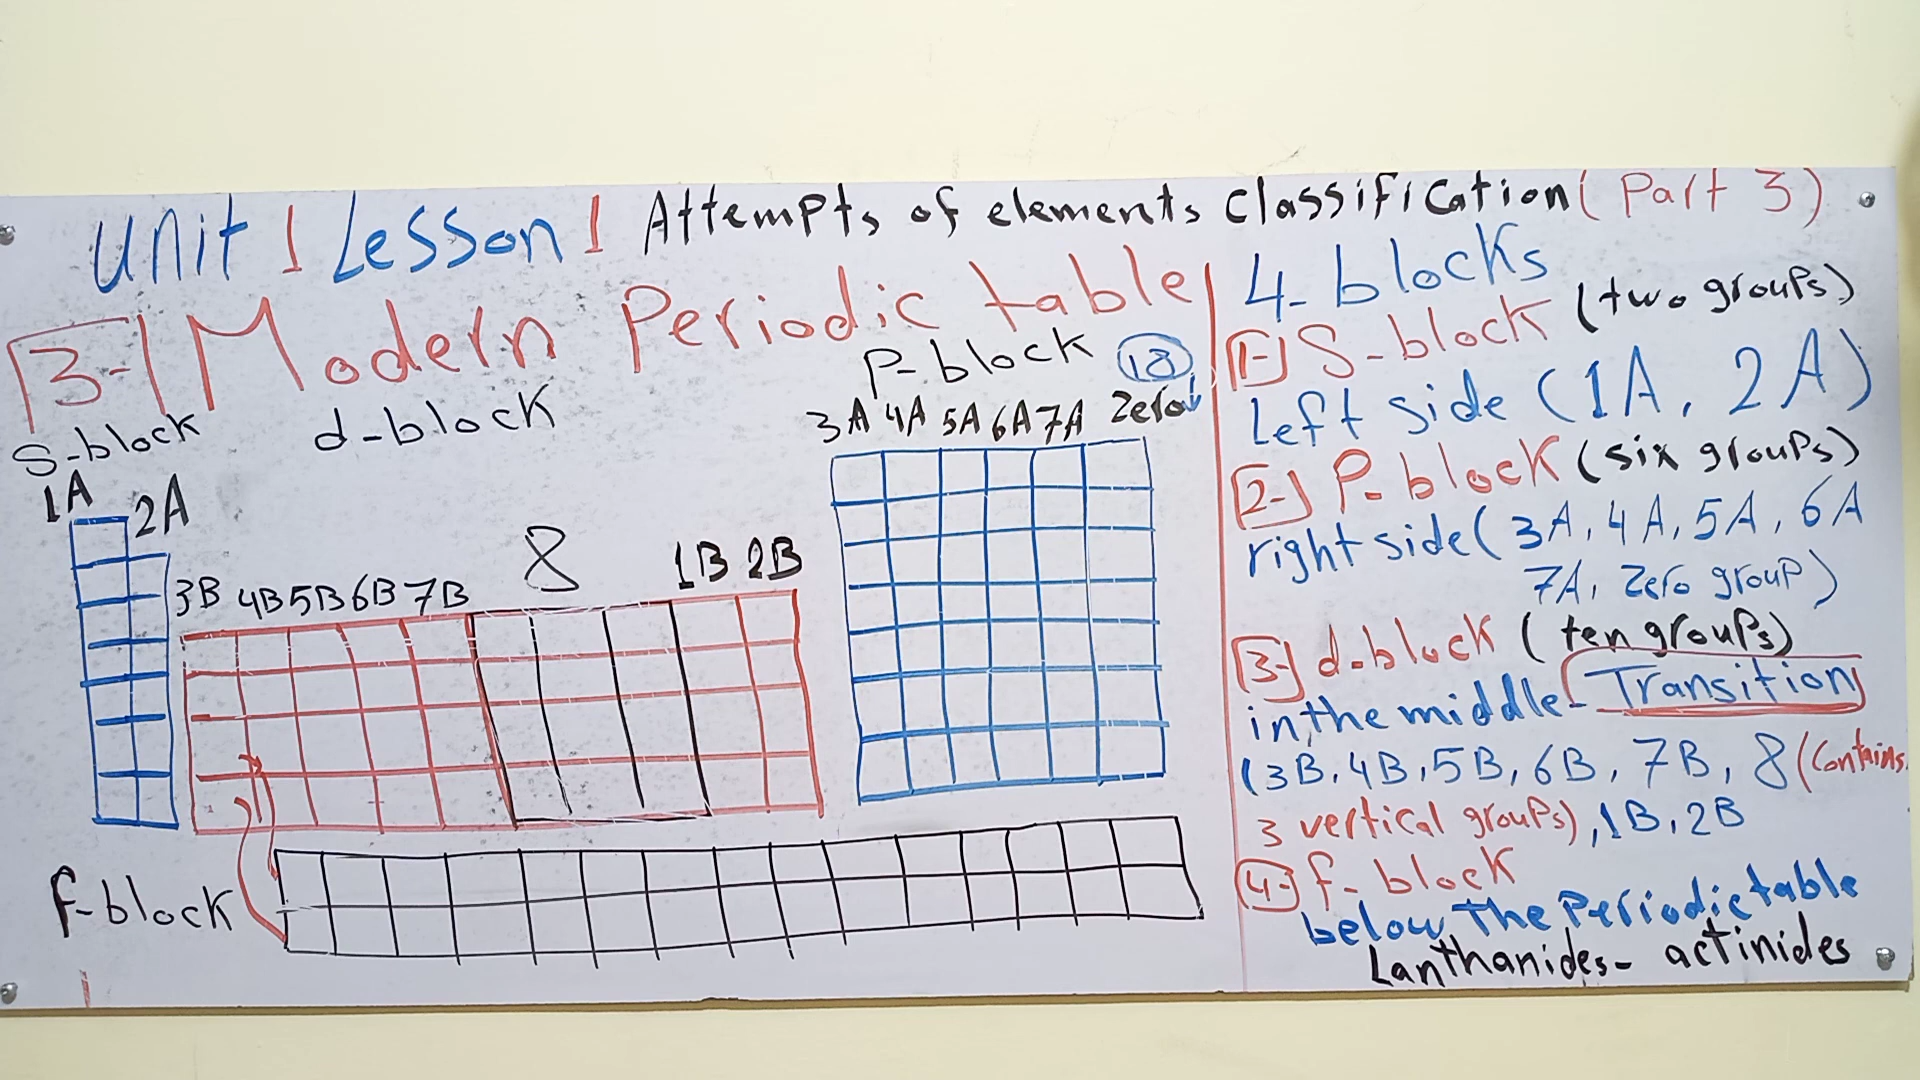 Unit 1 Lesson 1 Attempts of elements classification (Part 3)
3- Modern Periodic table
S-block
d-block
P-block
18
1A 2A
3B 4B 5B 6B 7B 8 1B 2B
3A 4A 5A 6A 7A Zero
f-block
4-blocks
1- S-block (two groups)
Left side (1A, 2A)
2- P-block (six groups)
right side (3A, 4A, 5A, 6A
7A, Zero group)
3- d-block (ten groups)
in the middle - Transition
(3B, 4B, 5B, 6B, 7B, 8 (Contains
3 vertical groups), 1B, 2B
4- f-block
below The Periodic table
Lanthanides - actinides